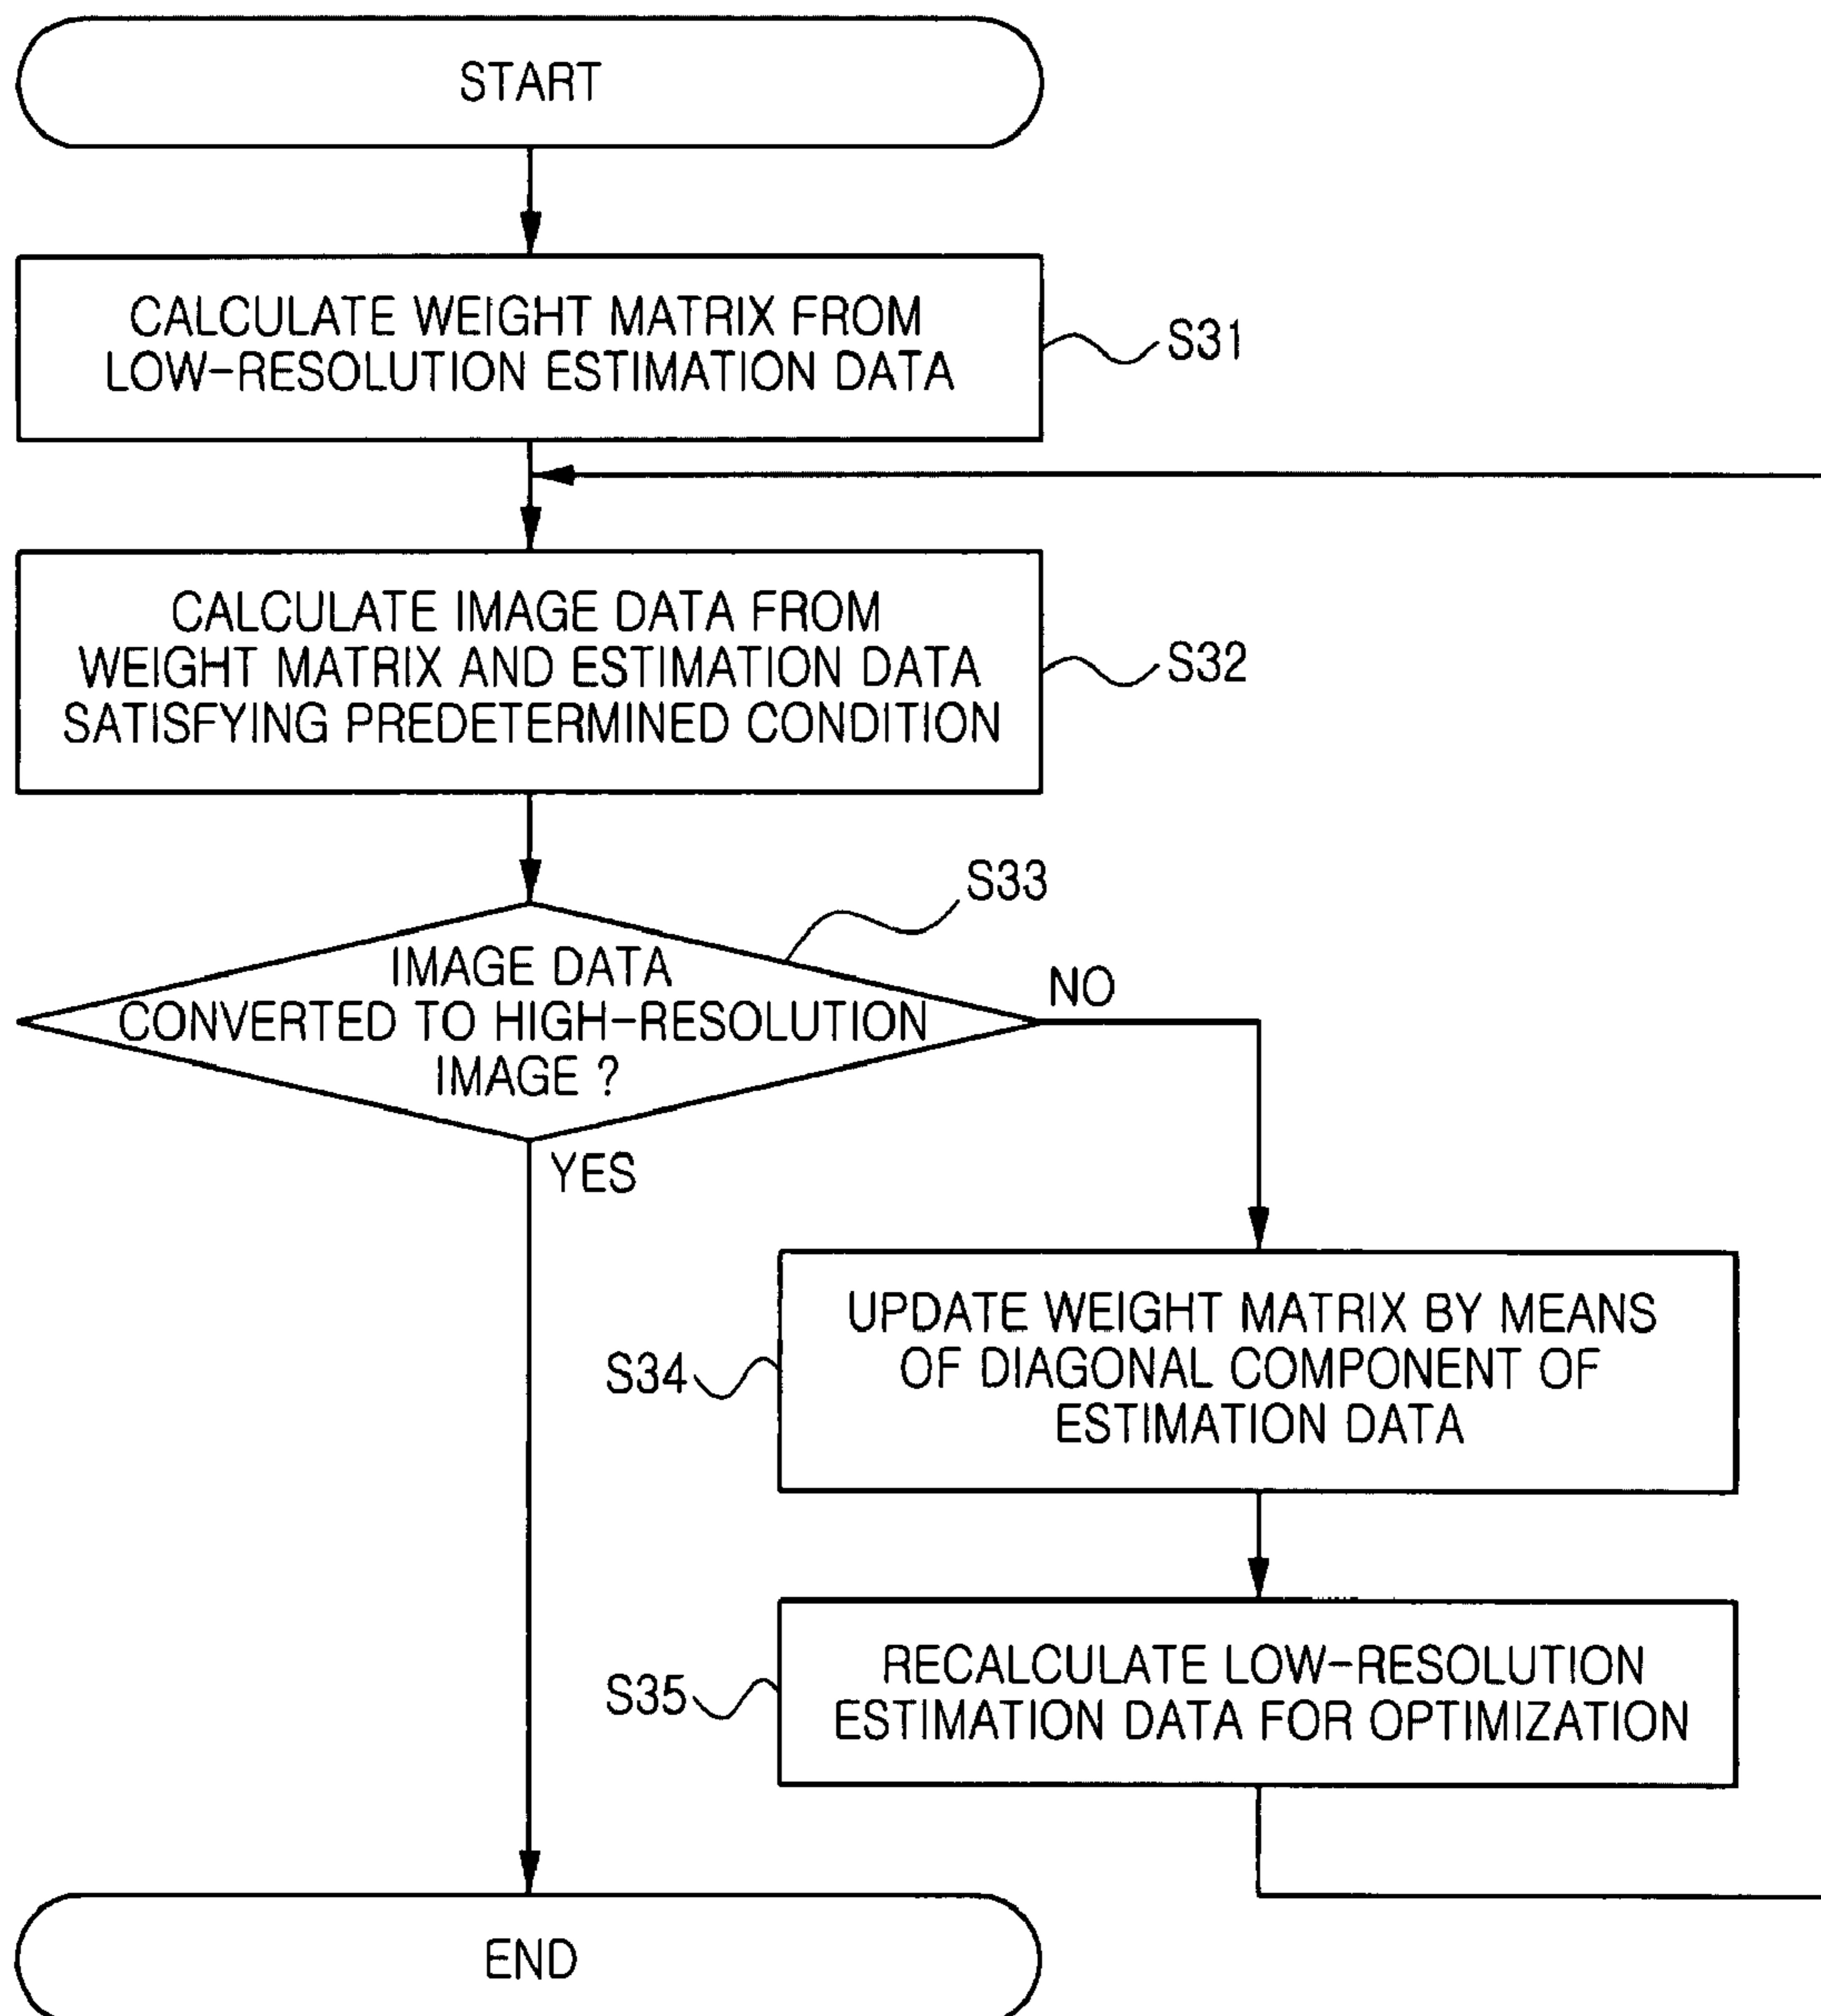 START
CALCULATE WEIGHT MATRIX FROM
LOW-RESOLUTION ESTIMATION DATA
S31
CALCULATE IMAGE DATA FROM
WEIGHT MATRIX AND ESTIMATION DATA
SATISFYING PREDETERMINED CONDITION
S32
S33
IMAGE DATA
CONVERTED TO HIGH-RESOLUTION
IMAGE ?
NO
YES
UPDATE WEIGHT MATRIX BY MEANS
OF DIAGONAL COMPONENT OF
ESTIMATION DATA
S34
RECALCULATE LOW-RESOLUTION
ESTIMATION DATA FOR OPTIMIZATION
S35
END